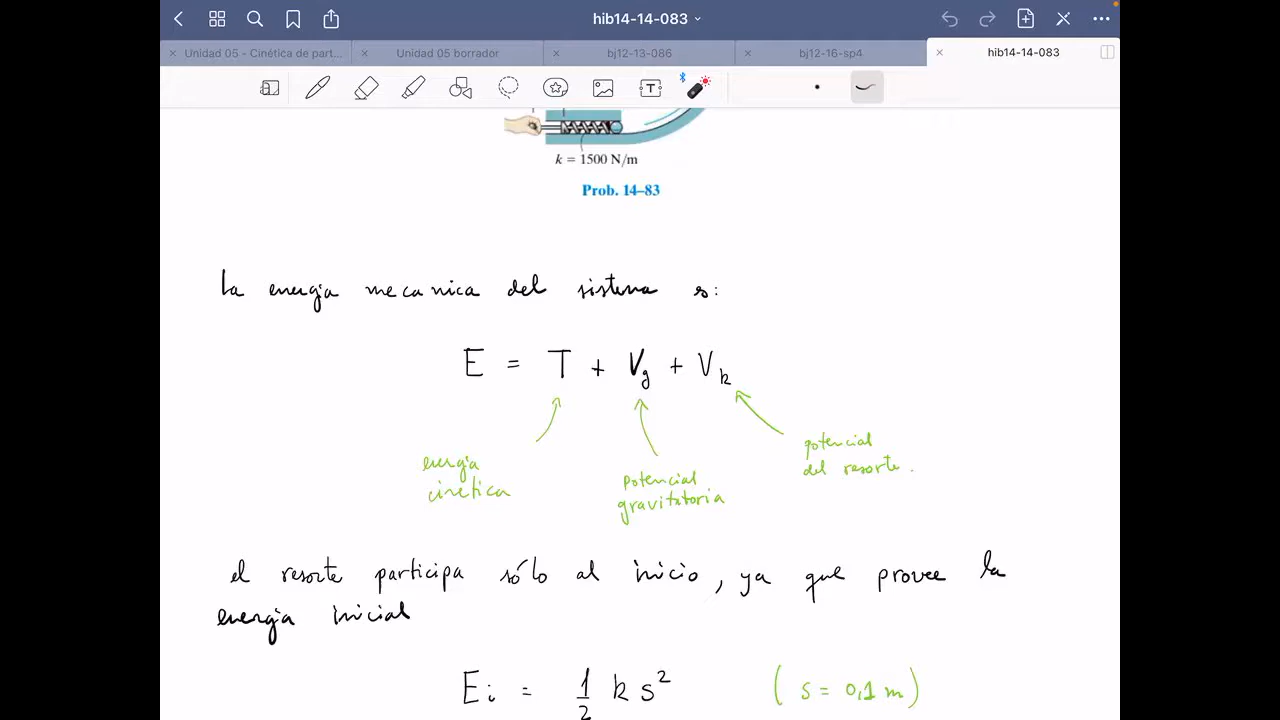 hib14-14-083
Unidad 05 - Cinética de part...
Unidad 05 borrador
bj12-13-086
bj12-16-sp4
hib14-14-083
k = 1500 N/m
Prob. 14–83
La energía mecanica del sistema es:
E = T + Vg + Vk
energía
cinética
potencial
gravitatoria
potencial
del resorte.
el resorte participa sólo al inicio, ya que provee la
energía inicial
Ei = 1/2 k s² (s = 0,1 m)